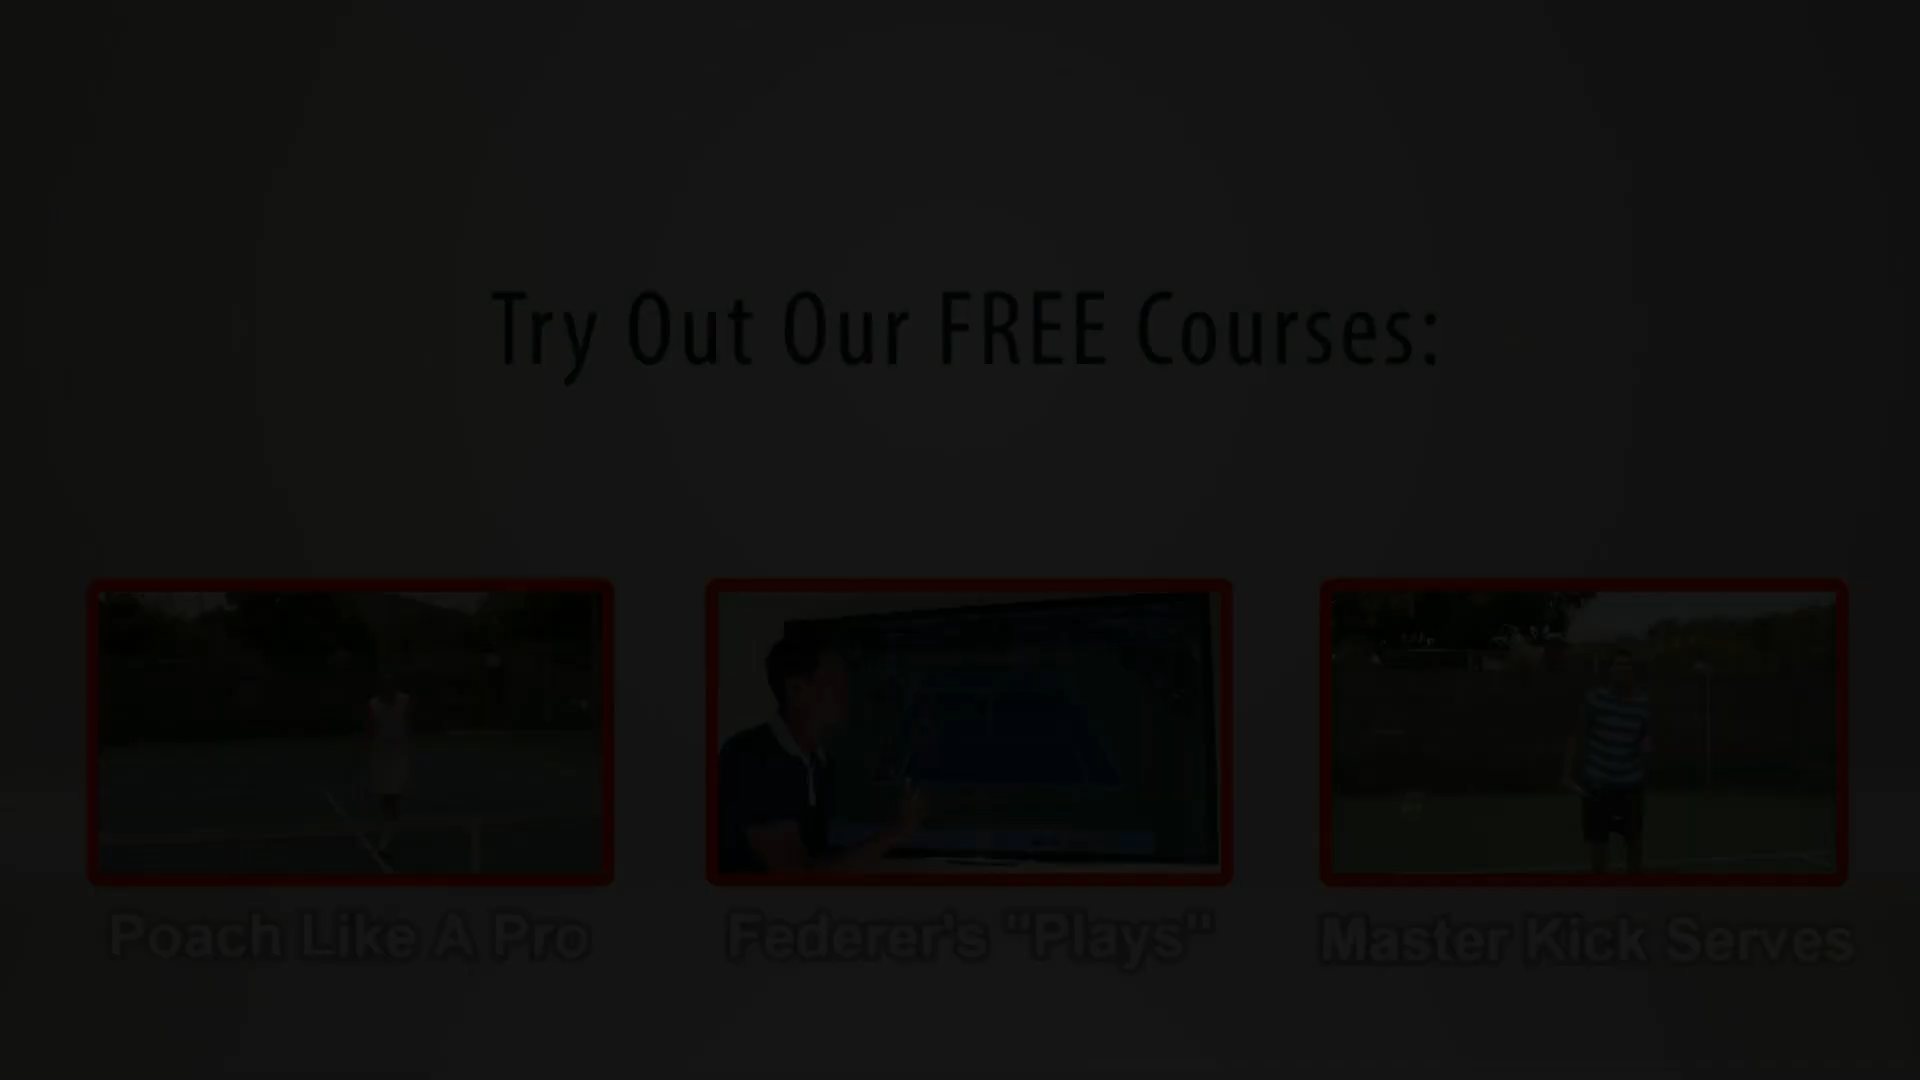 Try Out Our FREE Courses:
Poach Like A Pro
Federer's "Plays"
Master Kick Serves